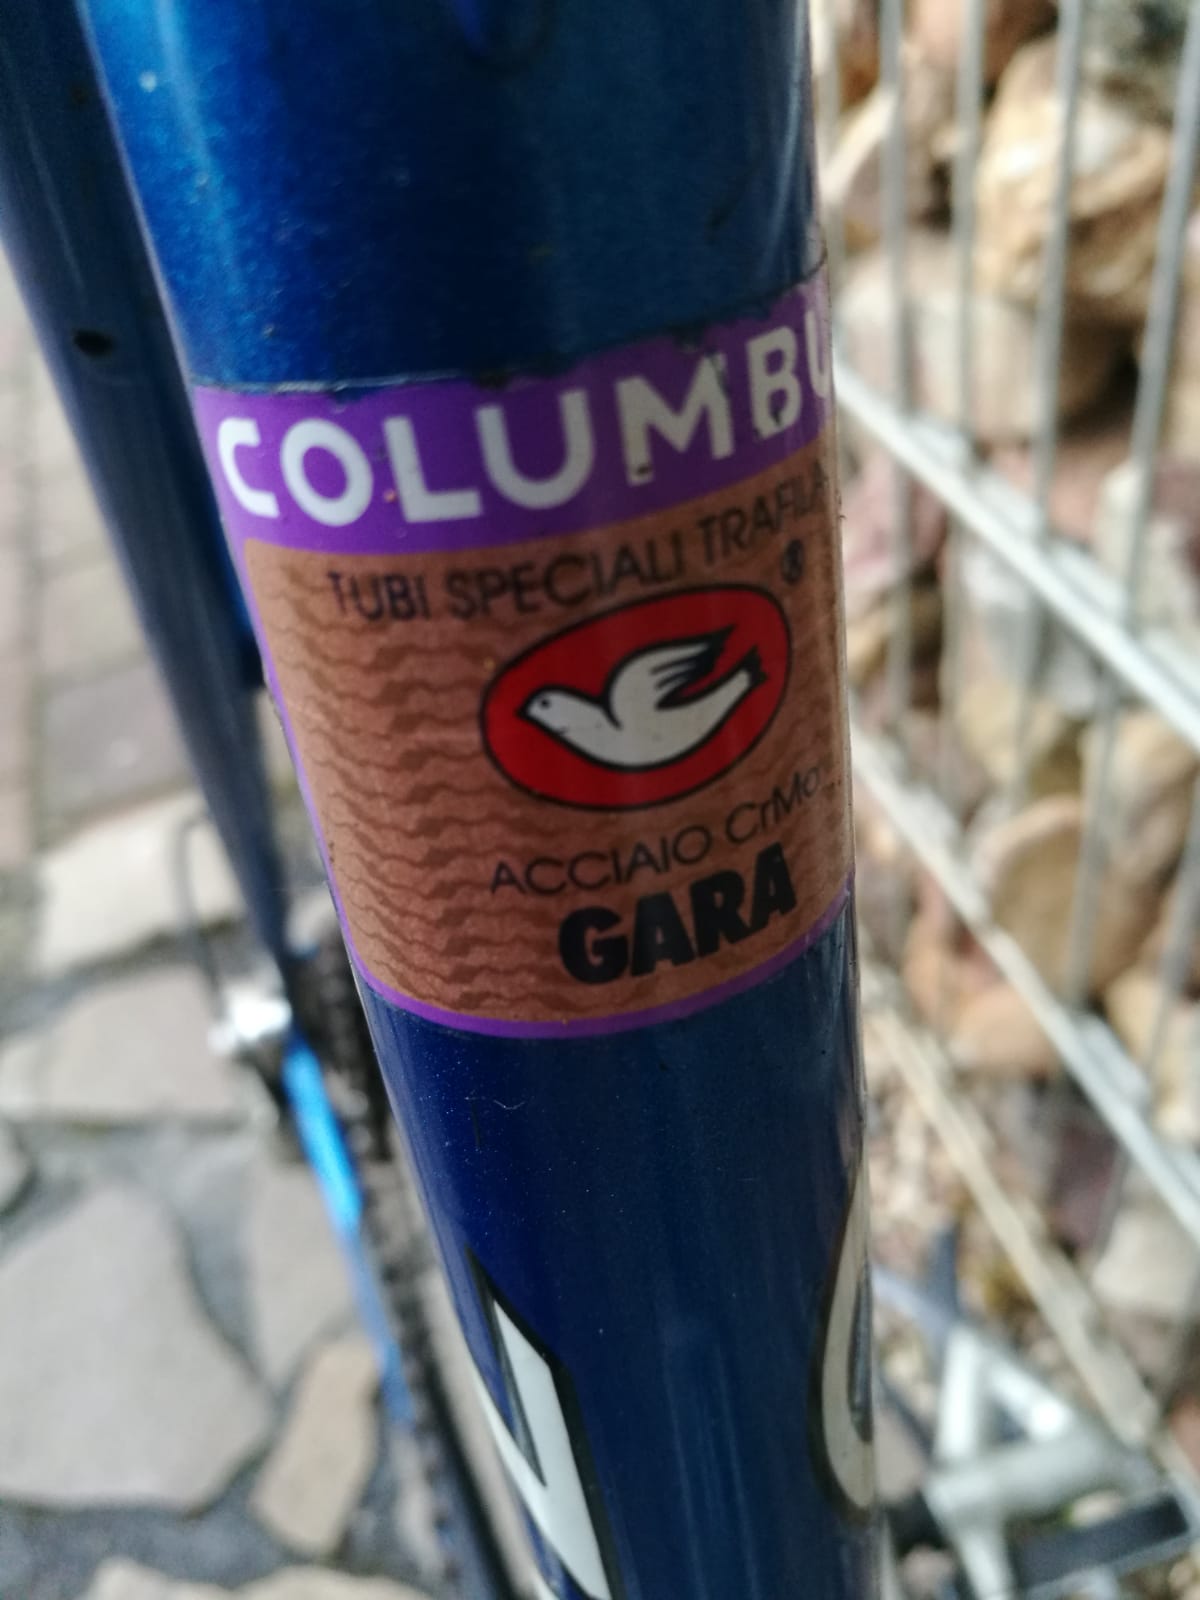 COLUMBU
TUBI SPECIALI TRAFILA
®
ACCIAIO CrMo
GARA